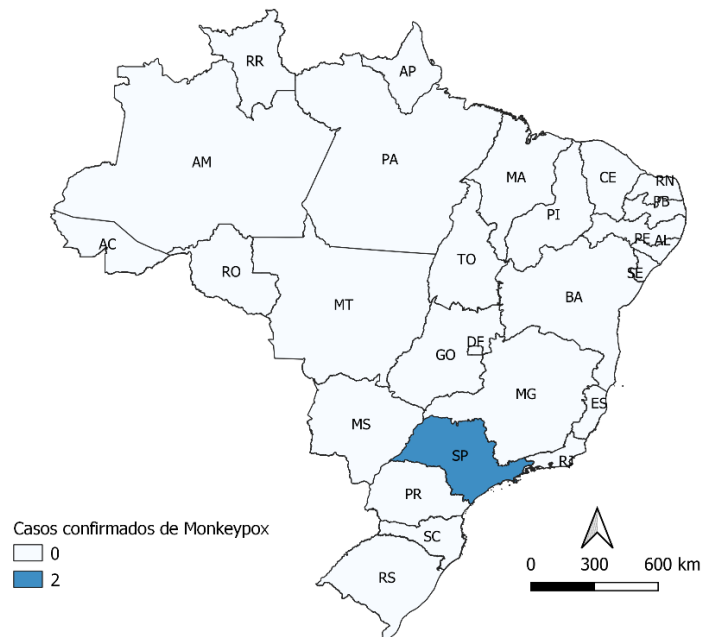 RR
AP
AM
PA
MA
CE
RN
PB
PI
PE
AL
AC
TO
SE
RO
BA
MT
DF
GO
MG
ES
MS
SP
RJ
PR
Casos confirmados de Monkeypox
0
2
SC
RS
0 300 600 km